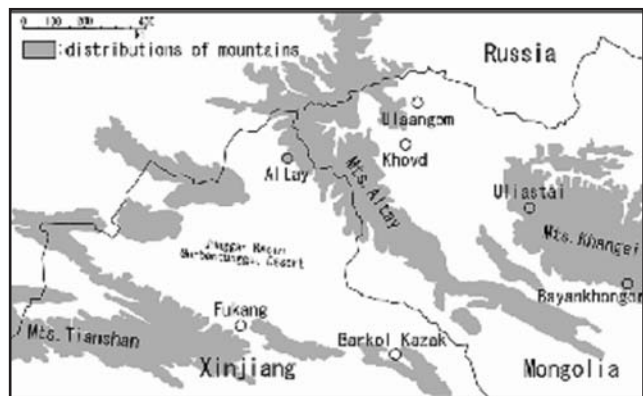 0 100 200 300 400
:distributions of mountains
Russia
Ulaangom
Khovd
Altay
Mts. Altay
Uliastai
Mts. Khangai
Bayankhongor
Fukang
Mts. Tianshan
Barkol Kazak
Xinjiang
Mongolia